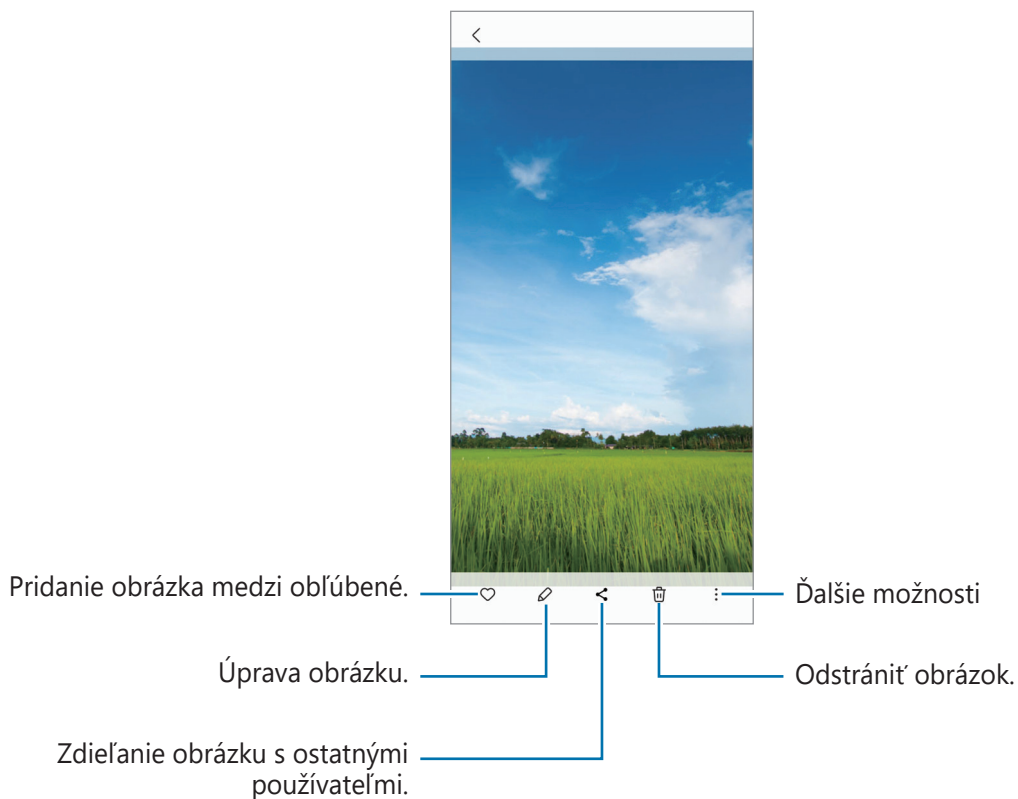 Pridanie obrázka medzi obľúbené.
Ďalšie možnosti
Úprava obrázku.
Odstrániť obrázok.
Zdieľanie obrázku s ostatnými
používateľmi.